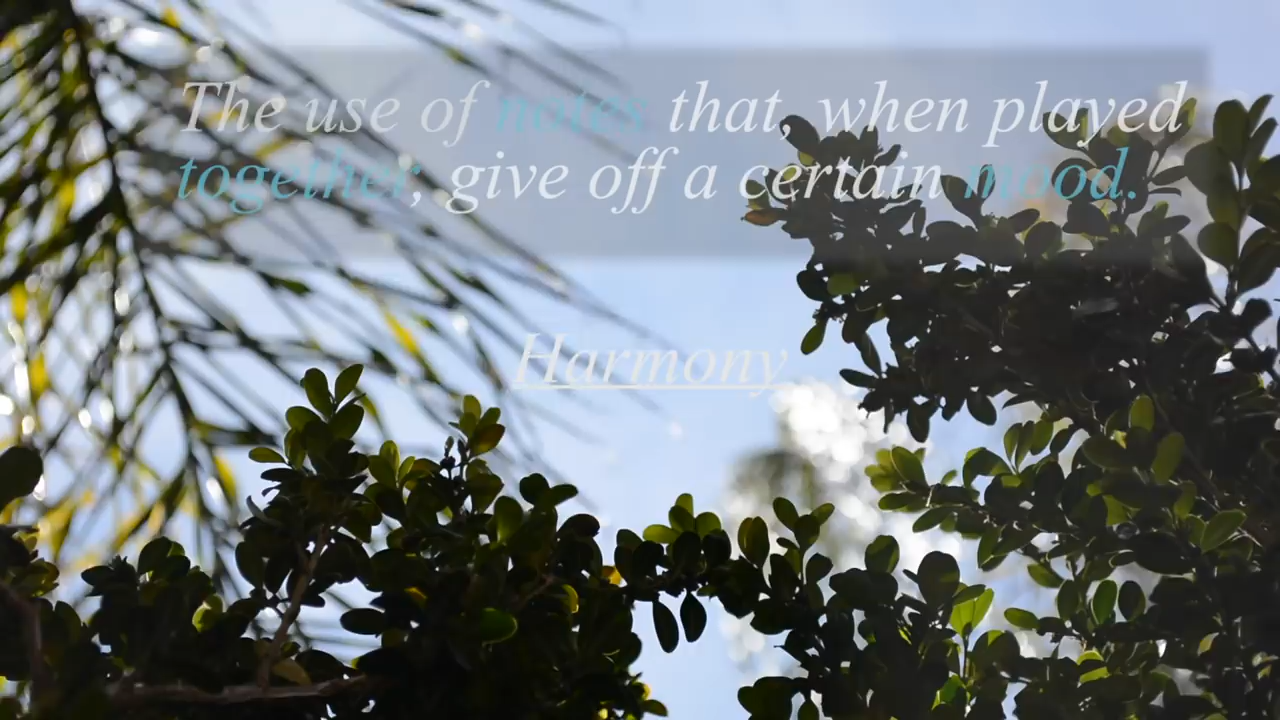 The use of notes that, when played
together, give off a certain mood.
Harmony